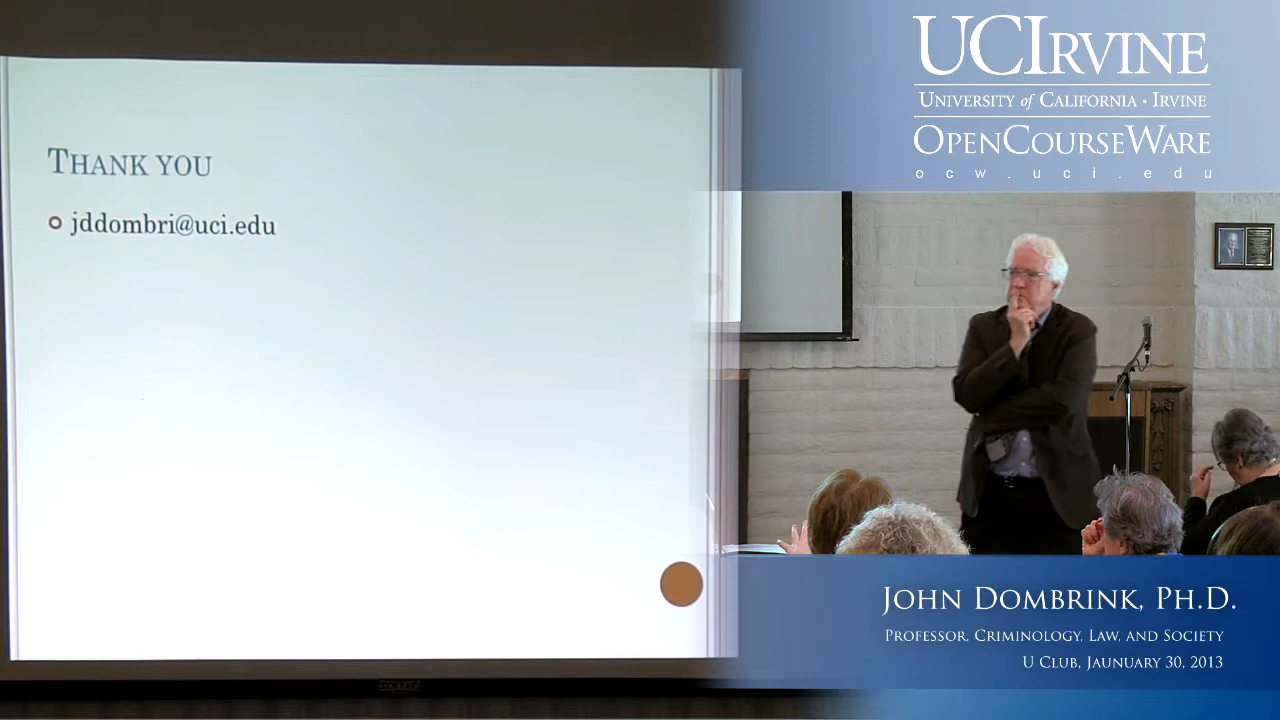 THANK YOU
jddombri@uci.edu
UCIRVINE
UNIVERSITY of CALIFORNIA • IRVINE
OPENCOURSEWARE
ocw.uci.edu
JOHN DOMBRINK, PH.D.
PROFESSOR, CRIMINOLOGY, LAW, AND SOCIETY
U CLUB, JAUNUARY 30, 2013